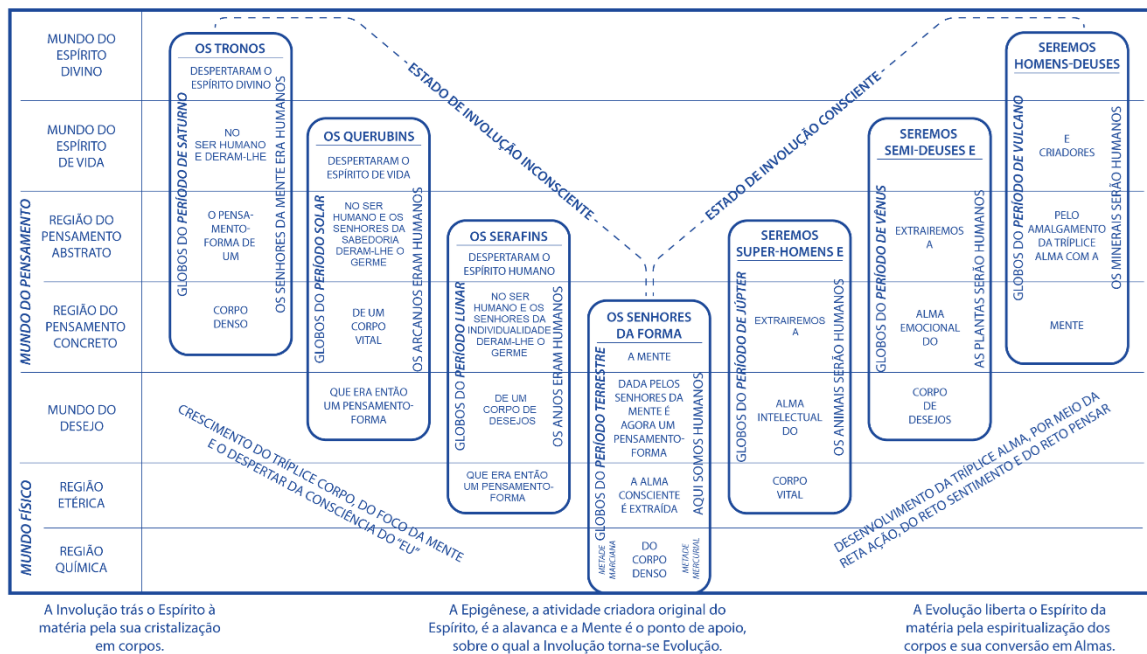 MUNDO DO
ESPÍRITO
DIVINO
MUNDO DO
ESPÍRITO
DE VIDA
MUNDO DO PENSAMENTO
REGIÃO DO
PENSAMENTO
ABSTRATO
REGIÃO DO
PENSAMENTO
CONCRETO
MUNDO DO
DESEJO
MUNDO FÍSICO
REGIÃO
ETÉRICA
REGIÃO
QUÍMICA
OS TRONOS
DESPERTARAM O
ESPÍRITO DIVINO
NO
SER HUMANO
E DERAM-LHE
O PENSA-
MENTO-
FORMA DE
UM
CORPO
DENSO
GLOBOS DO PERÍODO DE SATURNO
OS SENHORES DA MENTE ERA HUMANOS
OS QUERUBINS
DESPERTARAM O
ESPÍRITO DE VIDA
NO SER
HUMANO E OS
SENHORES DA
SABEDORIA
DERAM-LHE O
GERME
DE UM
CORPO
VITAL
QUE ERA ENTÃO
UM PENSAMENTO-
FORMA
GLOBOS DO PERÍODO SOLAR
OS ARCANJOS ERAM HUMANOS
OS SERAFINS
DESPERTARAM O
ESPÍRITO HUMANO
NO SER
HUMANO E OS
SENHORES DA
INDIVIDUALIDADE
DERAM-LHE O
GERME
DE UM
CORPO DE
DESEJOS
QUE ERA ENTÃO
UM PENSAMENTO-
FORMA
GLOBOS DO PERÍODO LUNAR
OS ANJOS ERAM HUMANOS
OS SENHORES
DA FORMA
A MENTE
DADA PELOS
SENHORES DA
MENTE É
AGORA UM
PENSAMENTO-
FORMA
A ALMA
CONSCIENTE
É EXTRAÍDA
DO
CORPO
DENSO
METADE
MARCIANA
METADE
MERCURIAL
GLOBOS DO PERÍODO TERRESTRE
AQUI SOMOS HUMANOS
SEREMOS
SUPER-HOMENS E
EXTRAIREMOS
A
ALMA
INTELECTUAL
DO
CORPO
VITAL
GLOBOS DO PERÍODO DE JÚPTER
OS ANIMAIS SERÃO HUMANOS
SEREMOS
SEMI-DEUSES E
EXTRAIREMOS
A
ALMA
EMOCIONAL
DO
CORPO
DE
DESEJOS
GLOBOS DO PERÍODO DE VÊNUS
AS PLANTAS SERÃO HUMANOS
SEREMOS
HOMENS-DEUSES
E
CRIADORES
PELO
AMALGAMENTO
DA TRÍPLICE
ALMA COM A
MENTE
GLOBOS DO PERÍODO DE VULCANO
OS MINERAIS SERÃO HUMANOS
ESTADO DE INVOLUÇÃO INCONSCIENTE
ESTADO DE INVOLUÇÃO CONSCIENTE
CRESCIMENTO DO TRÍPLICE CORPO, DO FOCO DA MENTE
E O DESPERTAR DA CONSCIÊNCIA DO "EU"
DESENVOLVIMENTO DA TRÍPLICE ALMA, POR MEIO DA
RETA AÇÃO, DO RETO SENTIMENTO E DO RETO PENSAR
A Involução trás o Espírito à
matéria pela sua cristalização
em corpos.
A Epigênese, a atividade criadora original do
Espírito, é a alavanca e a Mente é o ponto de apoio,
sobre o qual a Involução torna-se Evolução.
A Evolução liberta o Espírito da
matéria pela espiritualização dos
corpos e sua conversão em Almas.